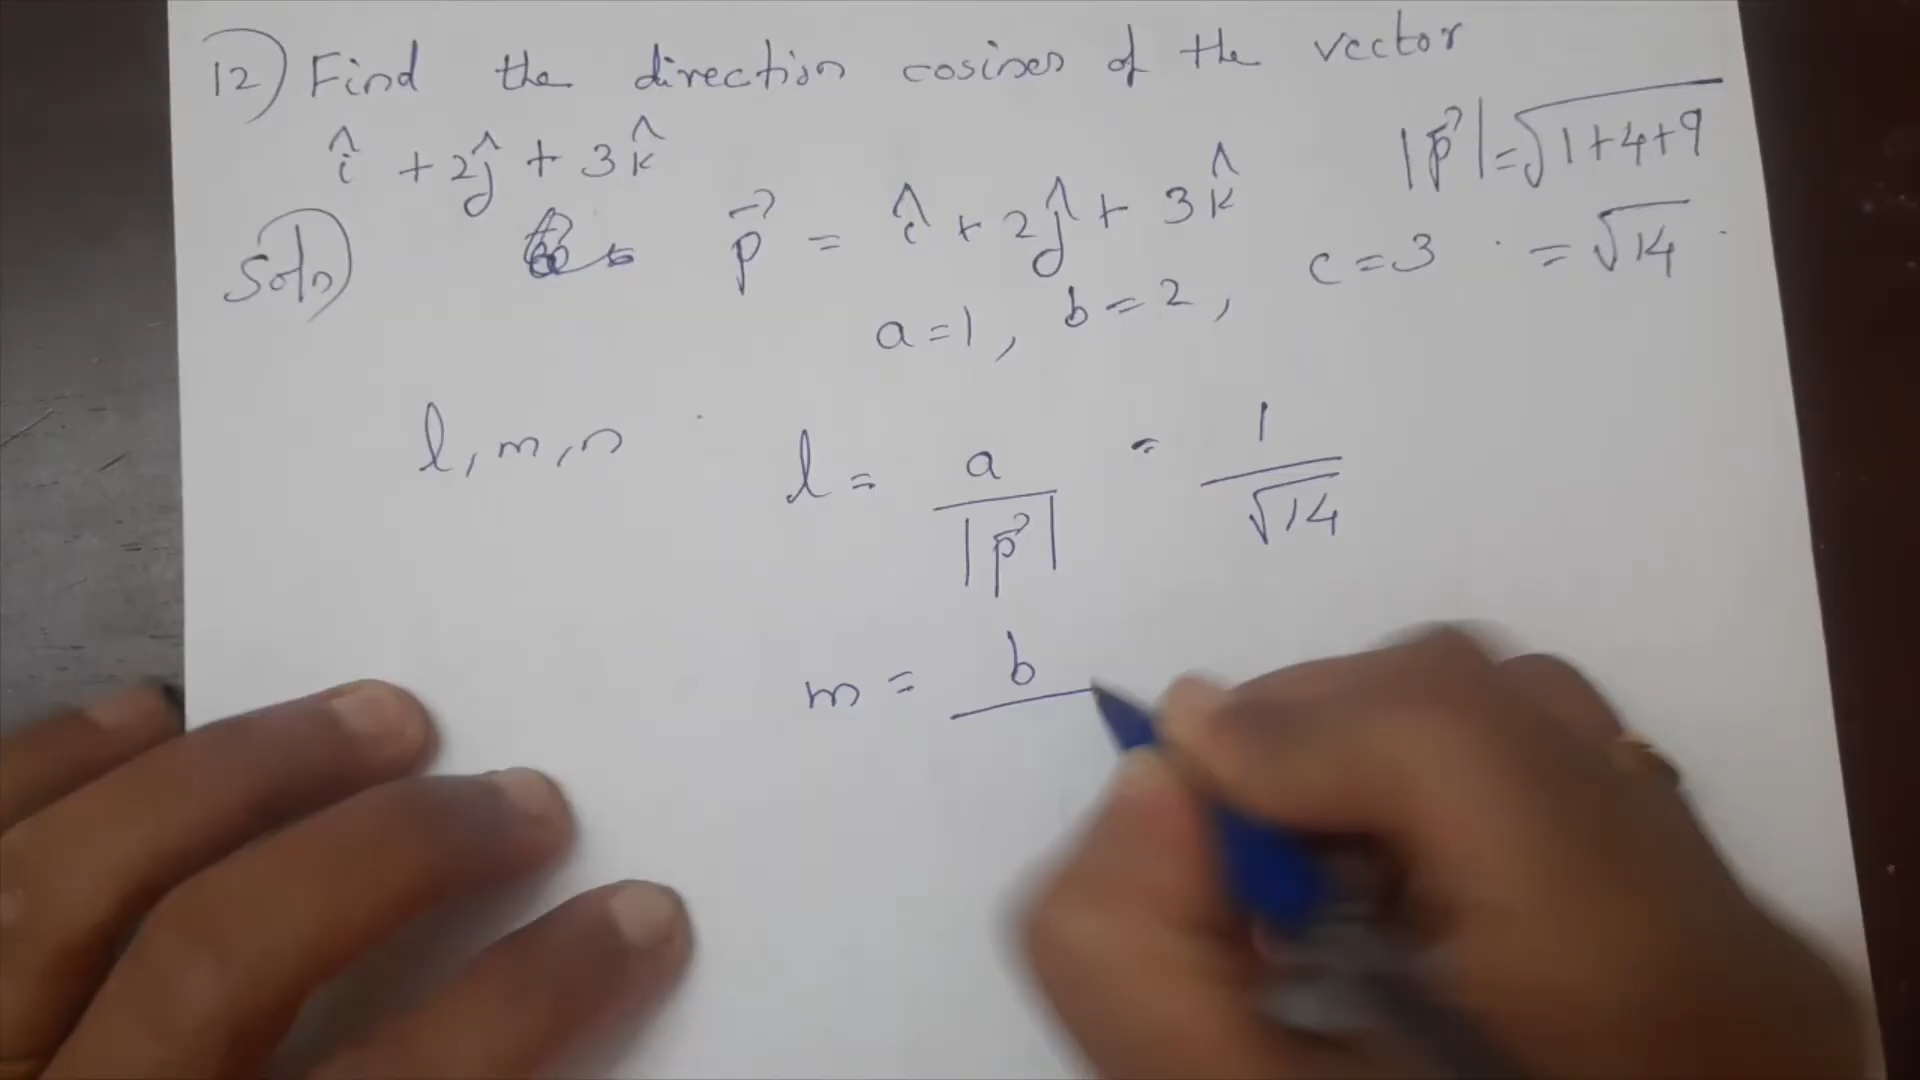 12) Find the direction cosines of the vector
î + 2ĵ + 3k̂
|p⃗| = √1+4+9
Soln p⃗ = î + 2ĵ + 3k̂
= √14
a = 1, b = 2, c = 3
l, m, n l = a/|p⃗| = 1/√14
m = b